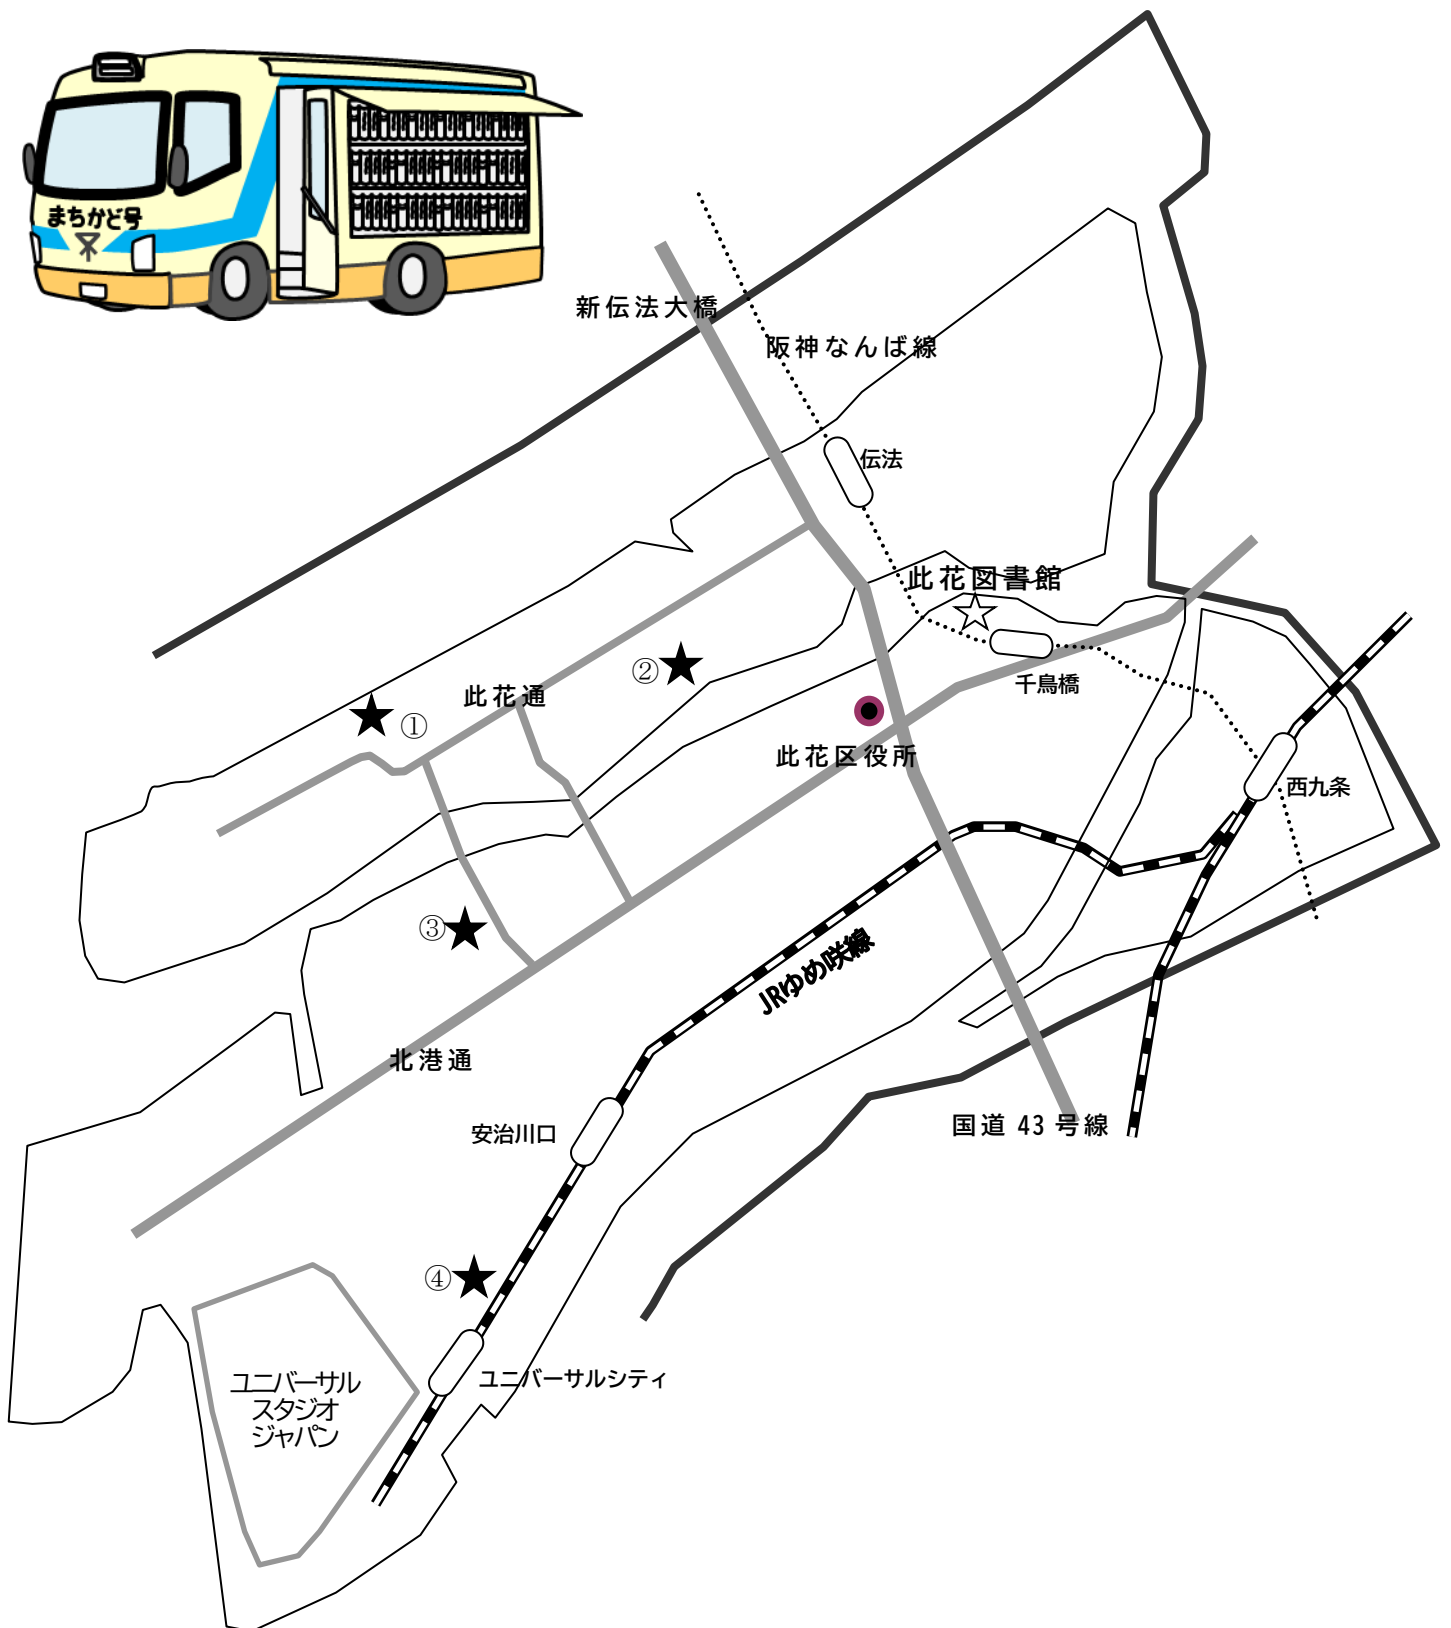 まちかど号
新伝法大橋
阪神なんば線
伝法
此花図書館
②
千鳥橋
此花通
①
此花区役所
西九条
③
JRゆめ咲線
北港通
国道 43 号線
安治川口
④
ユニバーサルシティ
ユニバーサル
スタジオ
ジャパン